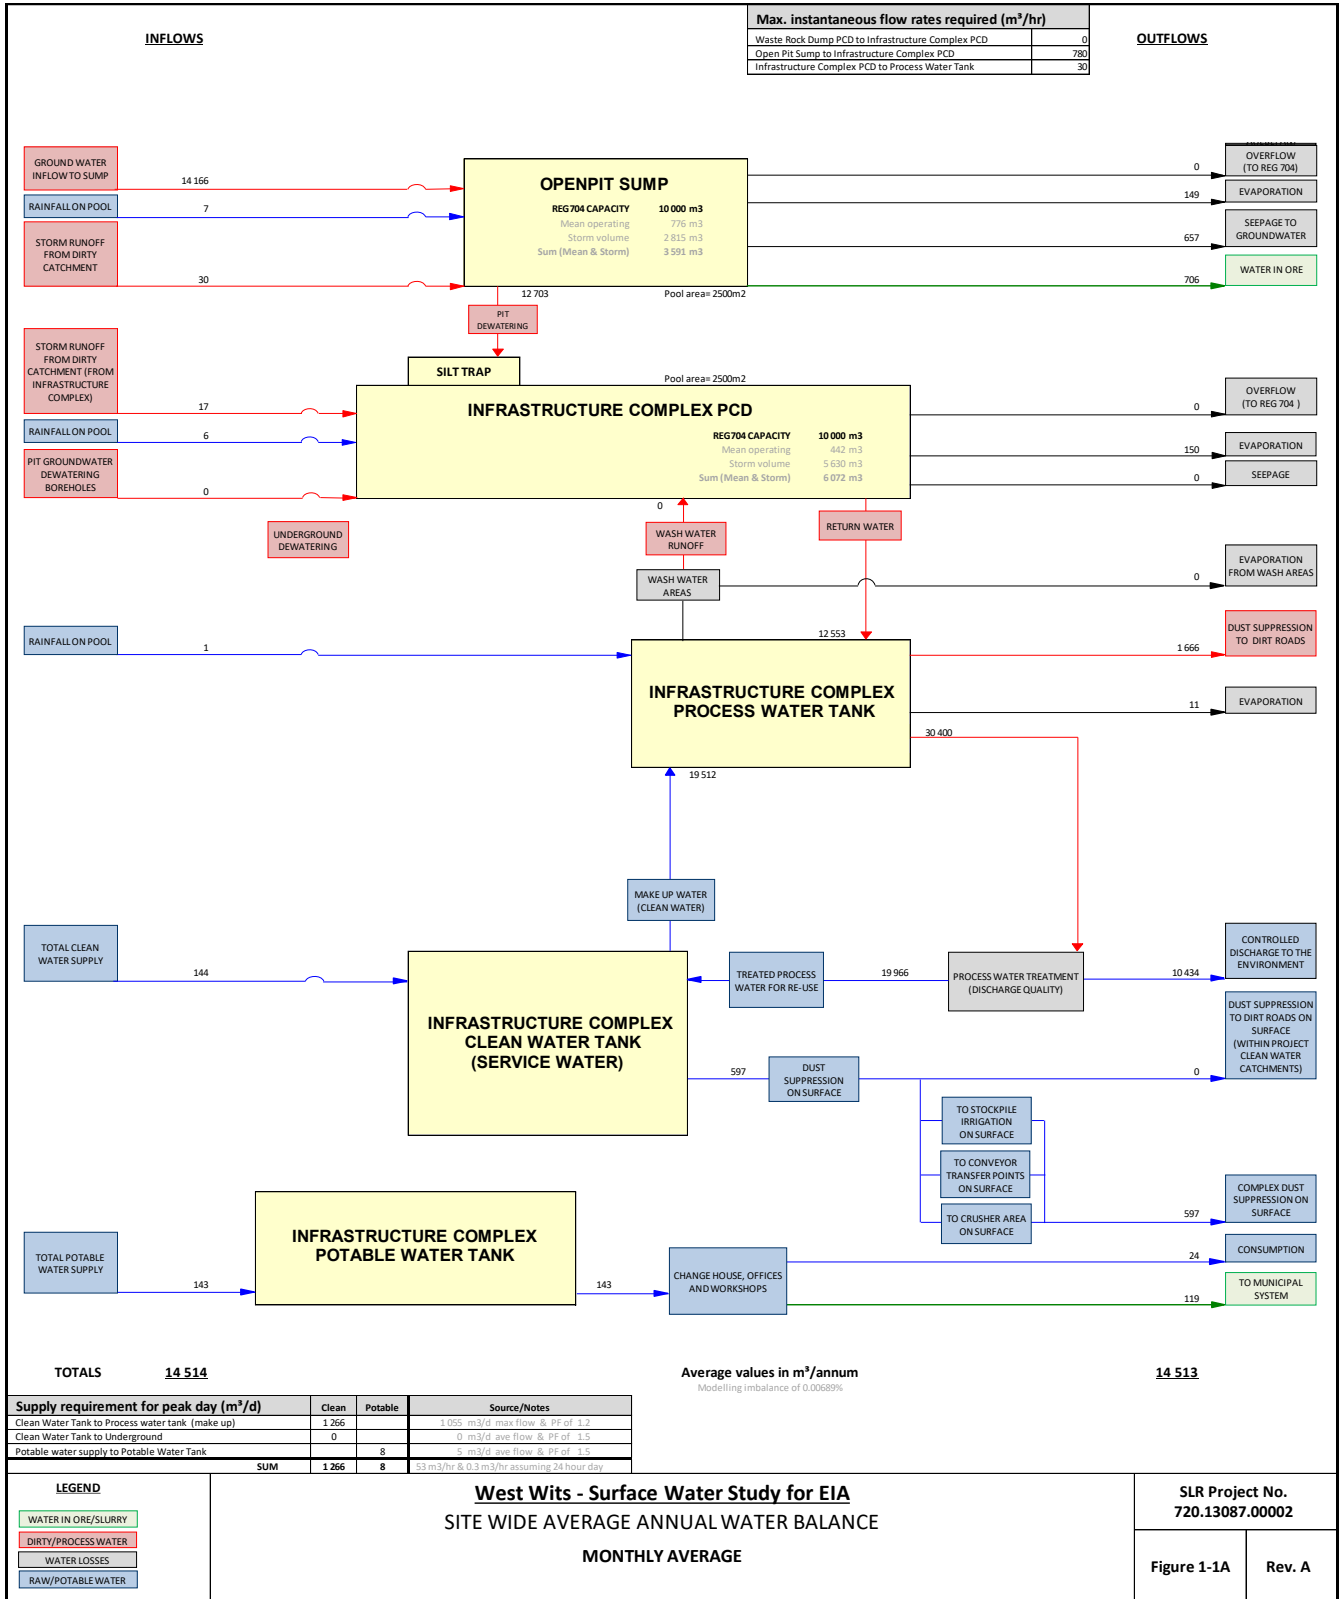 INFLOWS
OUTFLOWS
Max. instantaneous flow rates required (m³/hr)
Waste Rock Dump PCD to Infrastructure Complex PCD 0
Open Pit Sump to Infrastructure Complex PCD 780
Infrastructure Complex PCD to Process Water Tank 30
GROUND WATER
INFLOW TO SUMP
14 166
RAINFALL ON POOL
7
STORM RUNOFF
FROM DIRTY
CATCHMENT
30
OPENPIT SUMP
REG704 CAPACITY 10 000 m3
Mean operating 776 m3
Storm volume 2 815 m3
Sum (Mean & Storm) 3 591 m3
Pool area= 2500m2
0
OVERFLOW
(TO REG 704)
149
EVAPORATION
657
SEEPAGE TO
GROUNDWATER
706
WATER IN ORE
12 703
PIT
DEWATERING
STORM RUNOFF
FROM DIRTY
CATCHMENT (FROM
INFRASTRUCTURE
COMPLEX)
17
RAINFALL ON POOL
6
PIT GROUNDWATER
DEWATERING
BOREHOLES
0
SILT TRAP
Pool area= 2500m2
INFRASTRUCTURE COMPLEX PCD
REG704 CAPACITY 10 000 m3
Mean operating 442 m3
Storm volume 5 630 m3
Sum (Mean & Storm) 6 072 m3
0
OVERFLOW
(TO REG 704 )
150
EVAPORATION
0
SEEPAGE
UNDERGROUND
DEWATERING
0
WASH WATER
RUNOFF
RETURN WATER
WASH WATER
AREAS
0
EVAPORATION
FROM WASH AREAS
RAINFALL ON POOL
1
12 553
INFRASTRUCTURE COMPLEX
PROCESS WATER TANK
1 666
DUST SUPPRESSION
TO DIRT ROADS
11
EVAPORATION
30 400
19 512
MAKE UP WATER
(CLEAN WATER)
TOTAL CLEAN
WATER SUPPLY
144
INFRASTRUCTURE COMPLEX
CLEAN WATER TANK
(SERVICE WATER)
TREATED PROCESS
WATER FOR RE-USE
19 966
PROCESS WATER TREATMENT
(DISCHARGE QUALITY)
10 434
CONTROLLED
DISCHARGE TO THE
ENVIRONMENT
597
DUST
SUPPRESSION
ON SURFACE
0
DUST SUPPRESSION
TO DIRT ROADS ON
SURFACE
(WITHIN PROJECT
CLEAN WATER
CATCHMENTS)
TO STOCKPILE
IRRIGATION
ON SURFACE
TO CONVEYOR
TRANSFER POINTS
ON SURFACE
TO CRUSHER AREA
ON SURFACE
597
COMPLEX DUST
SUPPRESSION ON
SURFACE
TOTAL POTABLE
WATER SUPPLY
143
INFRASTRUCTURE COMPLEX
POTABLE WATER TANK
143
CHANGE HOUSE, OFFICES
AND WORKSHOPS
24
CONSUMPTION
119
TO MUNICIPAL
SYSTEM
TOTALS 14 514
Average values in m³/annum
Modelling imbalance of 0.00689%
14 513
Supply requirement for peak day (m³/d) Clean Potable Source/Notes
Clean Water Tank to Process water tank (make up) 1 266 1 055 m3/d max flow & PF of 1.2
Clean Water Tank to Underground 0 0 m3/d ave flow & PF of 1.5
Potable water supply to Potable Water Tank 8 5 m3/d ave flow & PF of 1.5
SUM 1 266 8 53 m3/hr & 0.3 m3/hr assuming 24 hour day
LEGEND
WATER IN ORE/SLURRY
DIRTY/PROCESS WATER
WATER LOSSES
RAW/POTABLE WATER
West Wits - Surface Water Study for EIA
SITE WIDE AVERAGE ANNUAL WATER BALANCE
MONTHLY AVERAGE
SLR Project No.
720.13087.00002
Figure 1-1A
Rev. A